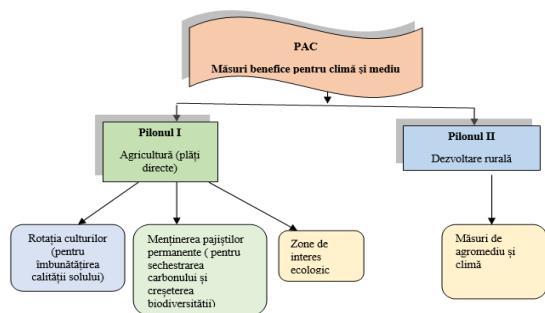 PAC
Măsuri benefice pentru climă și mediu
Pilonul I
Agricultură (plăți
directe)
Pilonul II
Dezvoltare rurală
Rotația culturilor
(pentru
îmbunătățirea
calității solului)
Menținerea pajiștilor
permanente ( pentru
sechestrarea
carbonului și
creșeterea
biodiversității)
Zone de
interes
ecologic
Măsuri de
agromediu și
climă